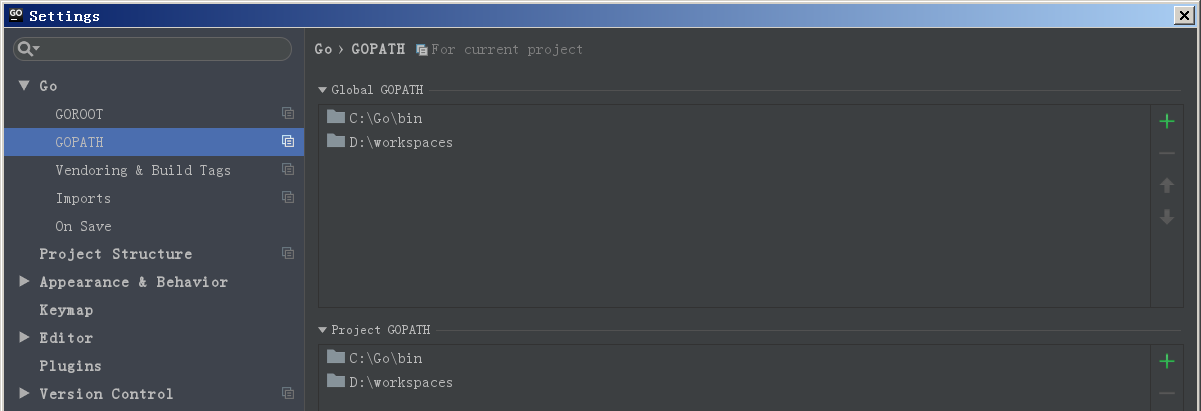 GO Settings
Go › GOPATH For current project
Go
GOROOT
GOPATH
Vendoring & Build Tags
Imports
On Save
Project Structure
Appearance & Behavior
Keymap
Editor
Plugins
Version Control
Global GOPATH
C:\Go\bin
D:\workspaces
Project GOPATH
C:\Go\bin
D:\workspaces